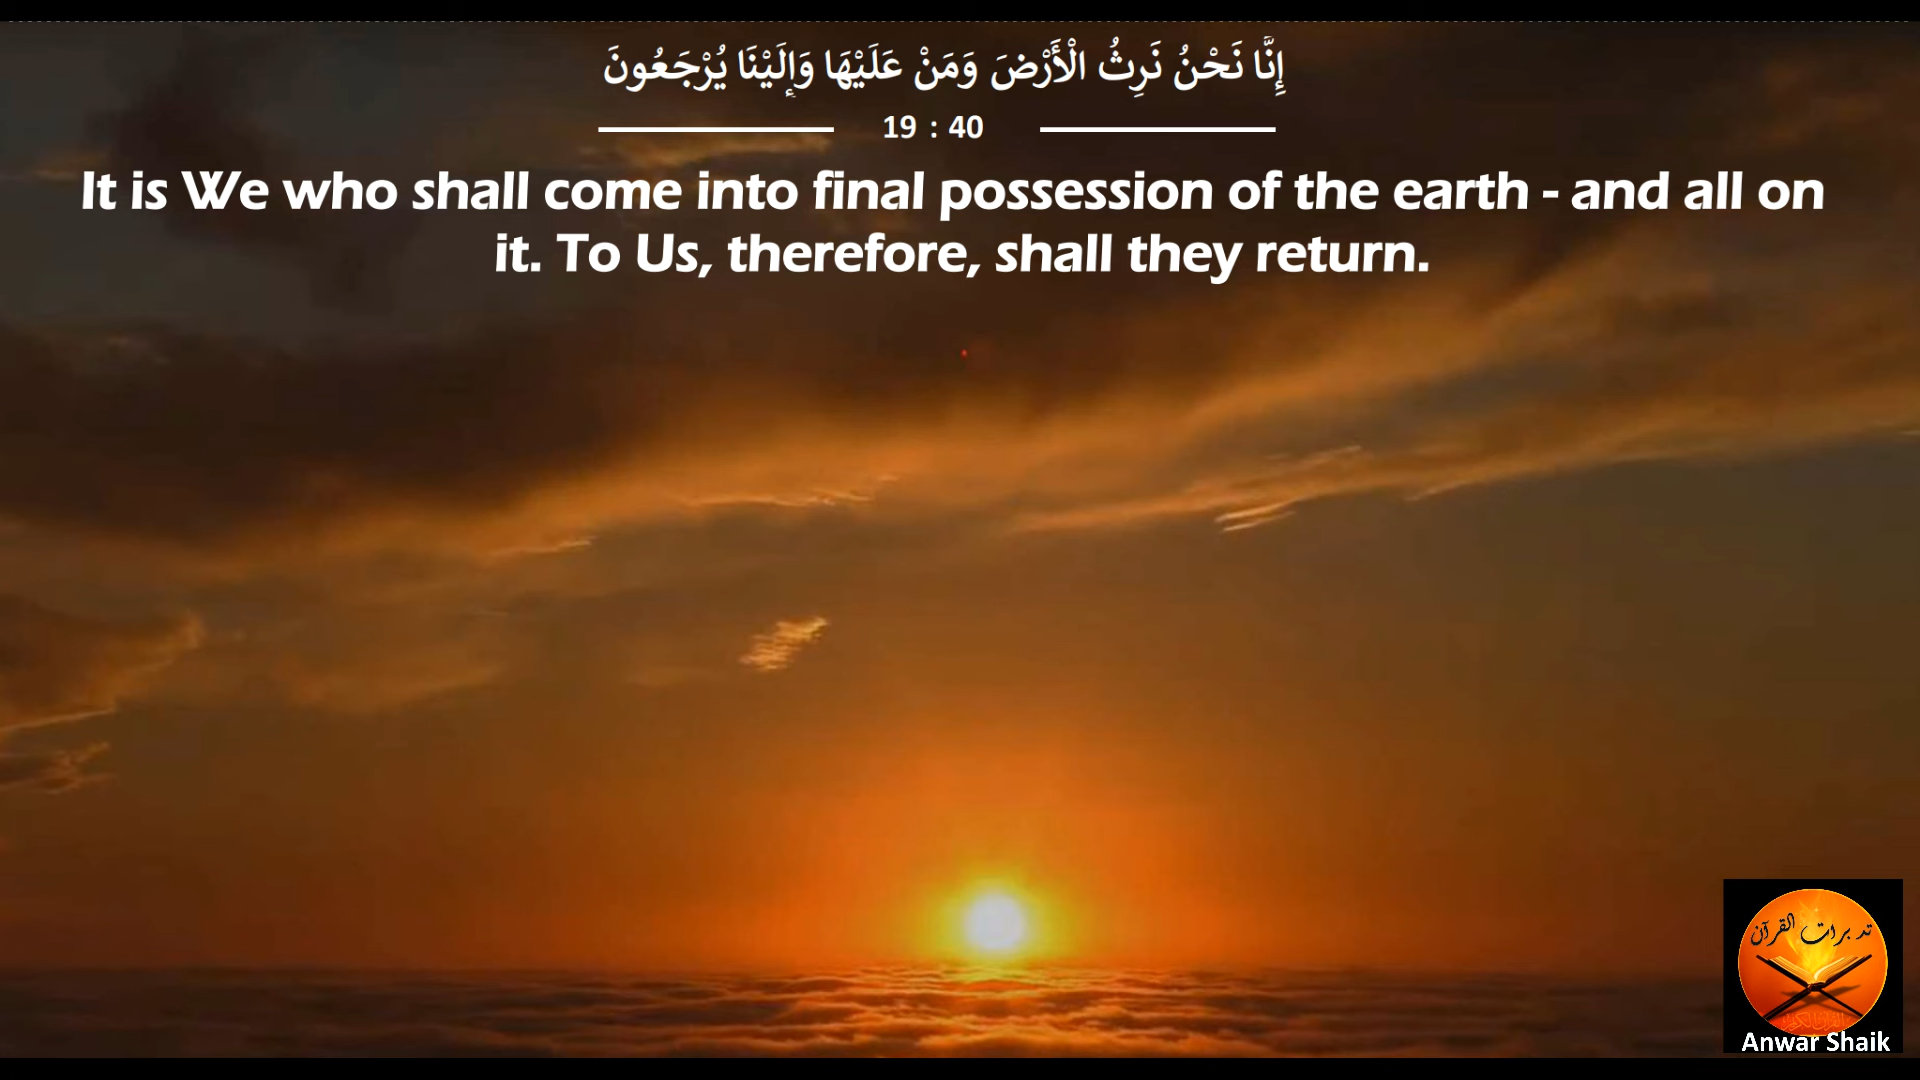 إِنَّا نَحْنُ نَرِثُ الْأَرْضَ وَمَنْ عَلَيْهَا وَإِلَيْنَا يُرْجَعُونَ
19 : 40
It is We who shall come into final possession of the earth - and all on
it. To Us, therefore, shall they return.
تدبرات القرآن
Anwar Shaik